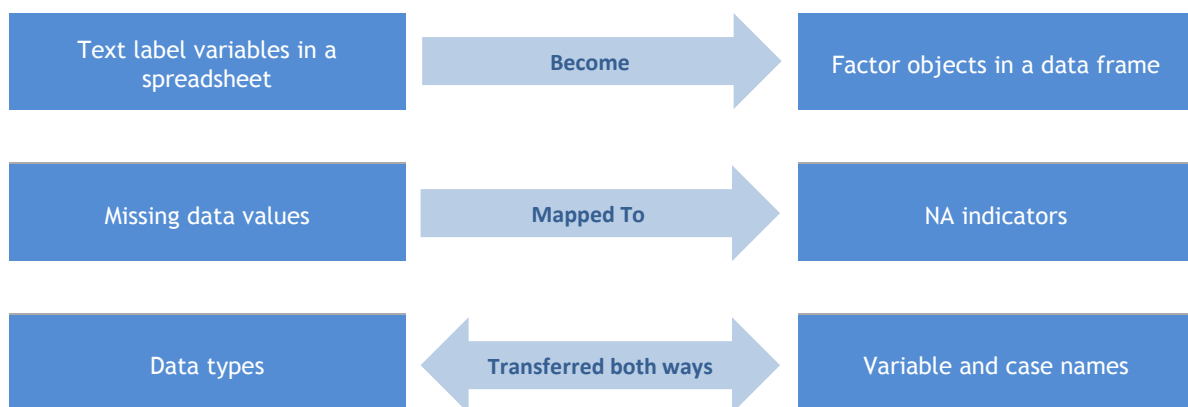 Text label variables in a
spreadsheet
Become
Factor objects in a data frame
Missing data values
Mapped To
NA indicators
Data types
Transferred both ways
Variable and case names